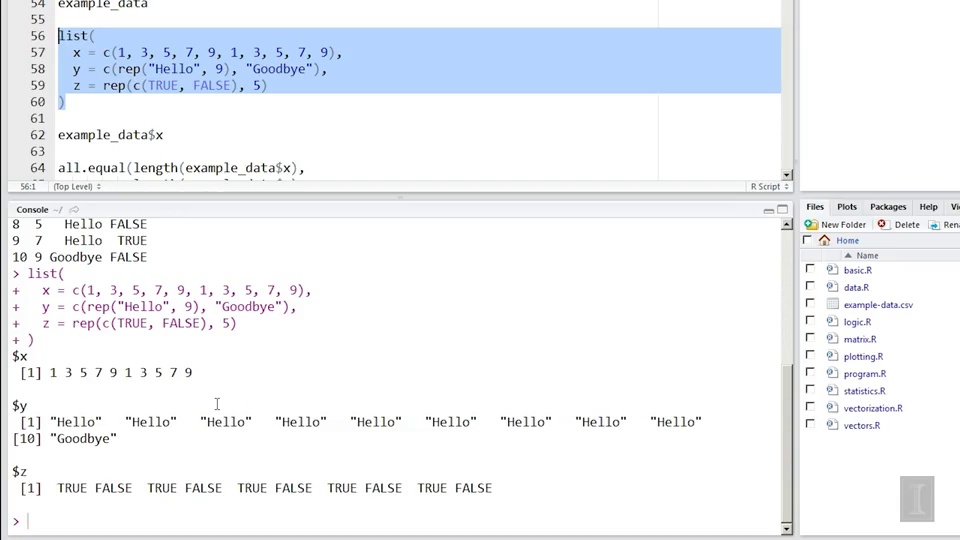 54 example_data
55
56 list(
57 x = c(1, 3, 5, 7, 9, 1, 3, 5, 7, 9),
58 y = c(rep("Hello", 9), "Goodbye"),
59 z = rep(c(TRUE, FALSE), 5)
60 )
61
62 example_data$x
63
64 all.equal(length(example_data$x),
56:1 (Top Level) R Script
Console ~/
8 5 Hello FALSE
9 7 Hello TRUE
10 9 Goodbye FALSE
> list(
+ x = c(1, 3, 5, 7, 9, 1, 3, 5, 7, 9),
+ y = c(rep("Hello", 9), "Goodbye"),
+ z = rep(c(TRUE, FALSE), 5)
+ )
$x
[1] 1 3 5 7 9 1 3 5 7 9
$y
[1] "Hello" "Hello" "Hello" "Hello" "Hello" "Hello" "Hello" "Hello" "Hello"
[10] "Goodbye"
$z
[1] TRUE FALSE TRUE FALSE TRUE FALSE TRUE FALSE TRUE FALSE
>
Files Plots Packages Help Vi
New Folder Delete Rena
Home
Name
basic.R
data.R
example-data.csv
logic.R
matrix.R
plotting.R
program.R
statistics.R
vectorization.R
vectors.R